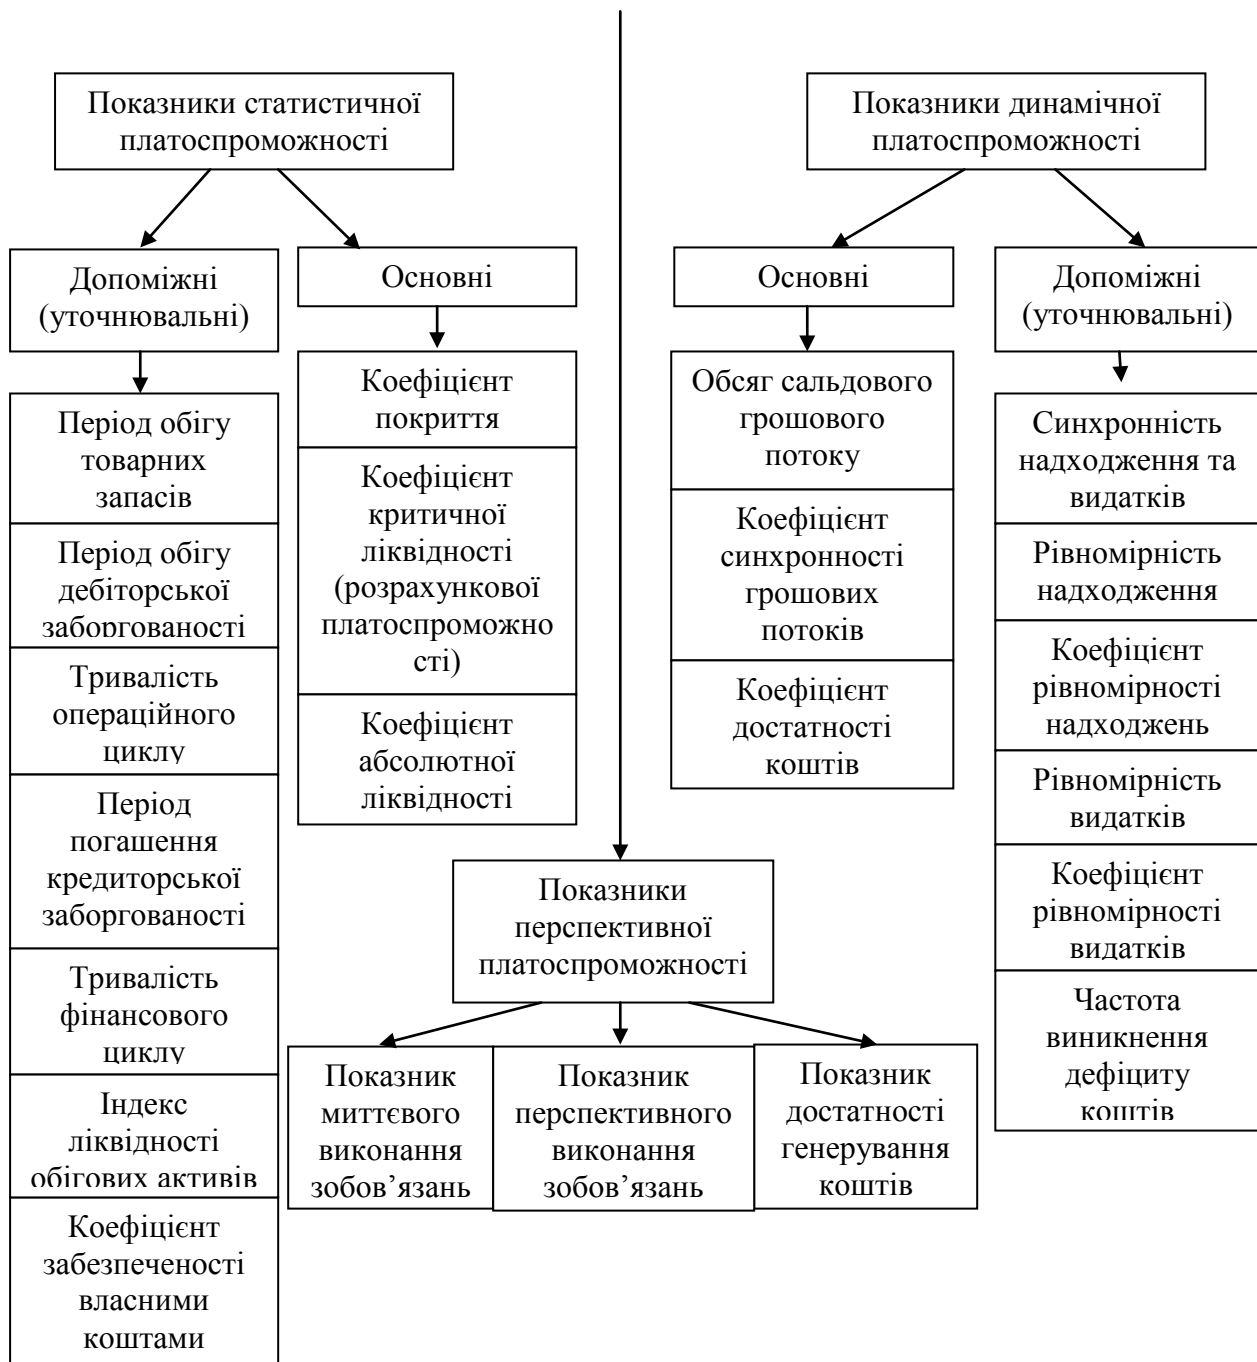 Показники статистичної
платоспроможності
Показники динамічної
платоспроможності
Допоміжні
(уточнювальні)
Основні
Основні
Допоміжні
(уточнювальні)
Період обігу
товарних
запасів
Період обігу
дебіторської
заборгованості
Тривалість
операційного
циклу
Період
погашення
кредиторської
заборгованості
Тривалість
фінансового
циклу
Індекс
ліквідності
обігових активів
Коефіцієнт
забезпеченості
власними
коштами
Коефіцієнт
покриття
Коефіцієнт
критичної
ліквідності
(розрахункової
платоспроможно
сті)
Коефіцієнт
абсолютної
ліквідності
Обсяг сальдового
грошового
потоку
Коефіцієнт
синхронності
грошових
потоків
Коефіцієнт
достатності
коштів
Синхронність
надходження та
видатків
Рівномірність
надходження
Коефіцієнт
рівномірності
надходжень
Рівномірність
видатків
Коефіцієнт
рівномірності
видатків
Частота
виникнення
дефіциту
коштів
Показники
перспективної
платоспроможності
Показник
миттєвого
виконання
зобов’язань
Показник
перспективного
виконання
зобов’язань
Показник
достатності
генерування
коштів